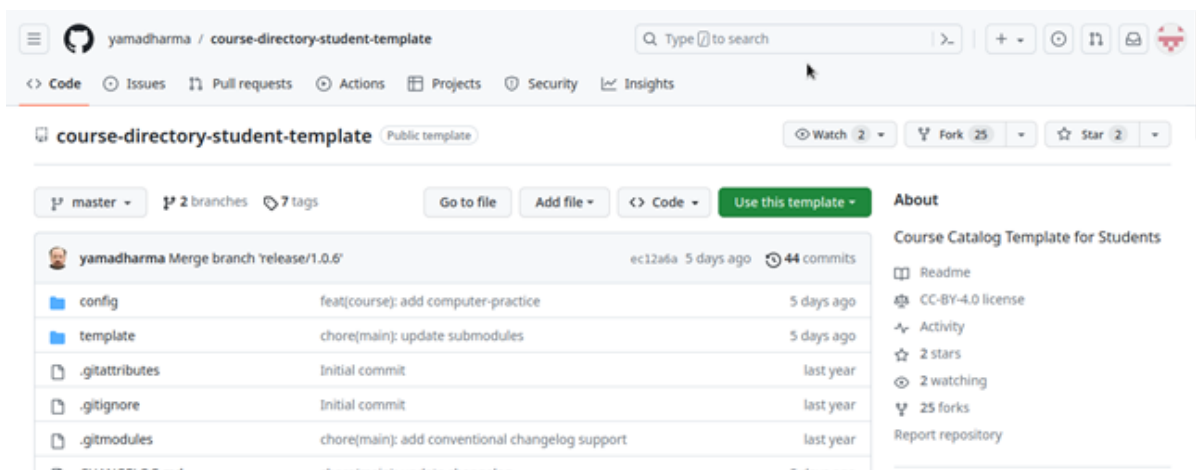 yamadharma / course-directory-student-template
Type / to search
Code Issues Pull requests Actions Projects Security Insights
course-directory-student-template Public template
Watch 2 Fork 25 Star 2
master 2 branches 7 tags Go to file Add file <> Code Use this template
yamadharma Merge branch 'release/1.0.6' ec12a6a 5 days ago 44 commits
config feat(course): add computer-practice 5 days ago
template chore(main): update submodules 5 days ago
.gitattributes Initial commit last year
.gitignore Initial commit last year
.gitmodules chore(main): add conventional changelog support last year
About
Course Catalog Template for Students
Readme
CC-BY-4.0 license
Activity
2 stars
2 watching
25 forks
Report repository